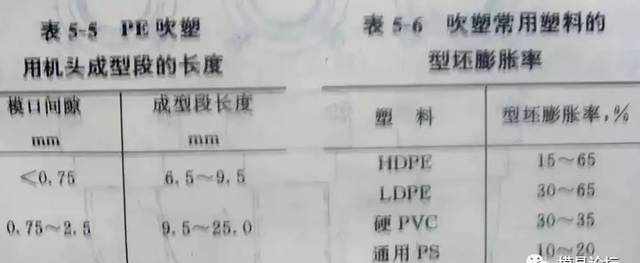 表 5-5 PE 吹塑
用机头成型段的长度
模口间隙 成型段长度
mm mm
≤0.75 6.5～9.5
0.75～2.5 9.5～25.0
表 5-6 吹塑常用塑料的
型坯膨胀率
塑 料 型坯膨胀率,%
HDPE 15～65
LDPE 30～65
硬 PVC 30～35
通用 PS 10～20